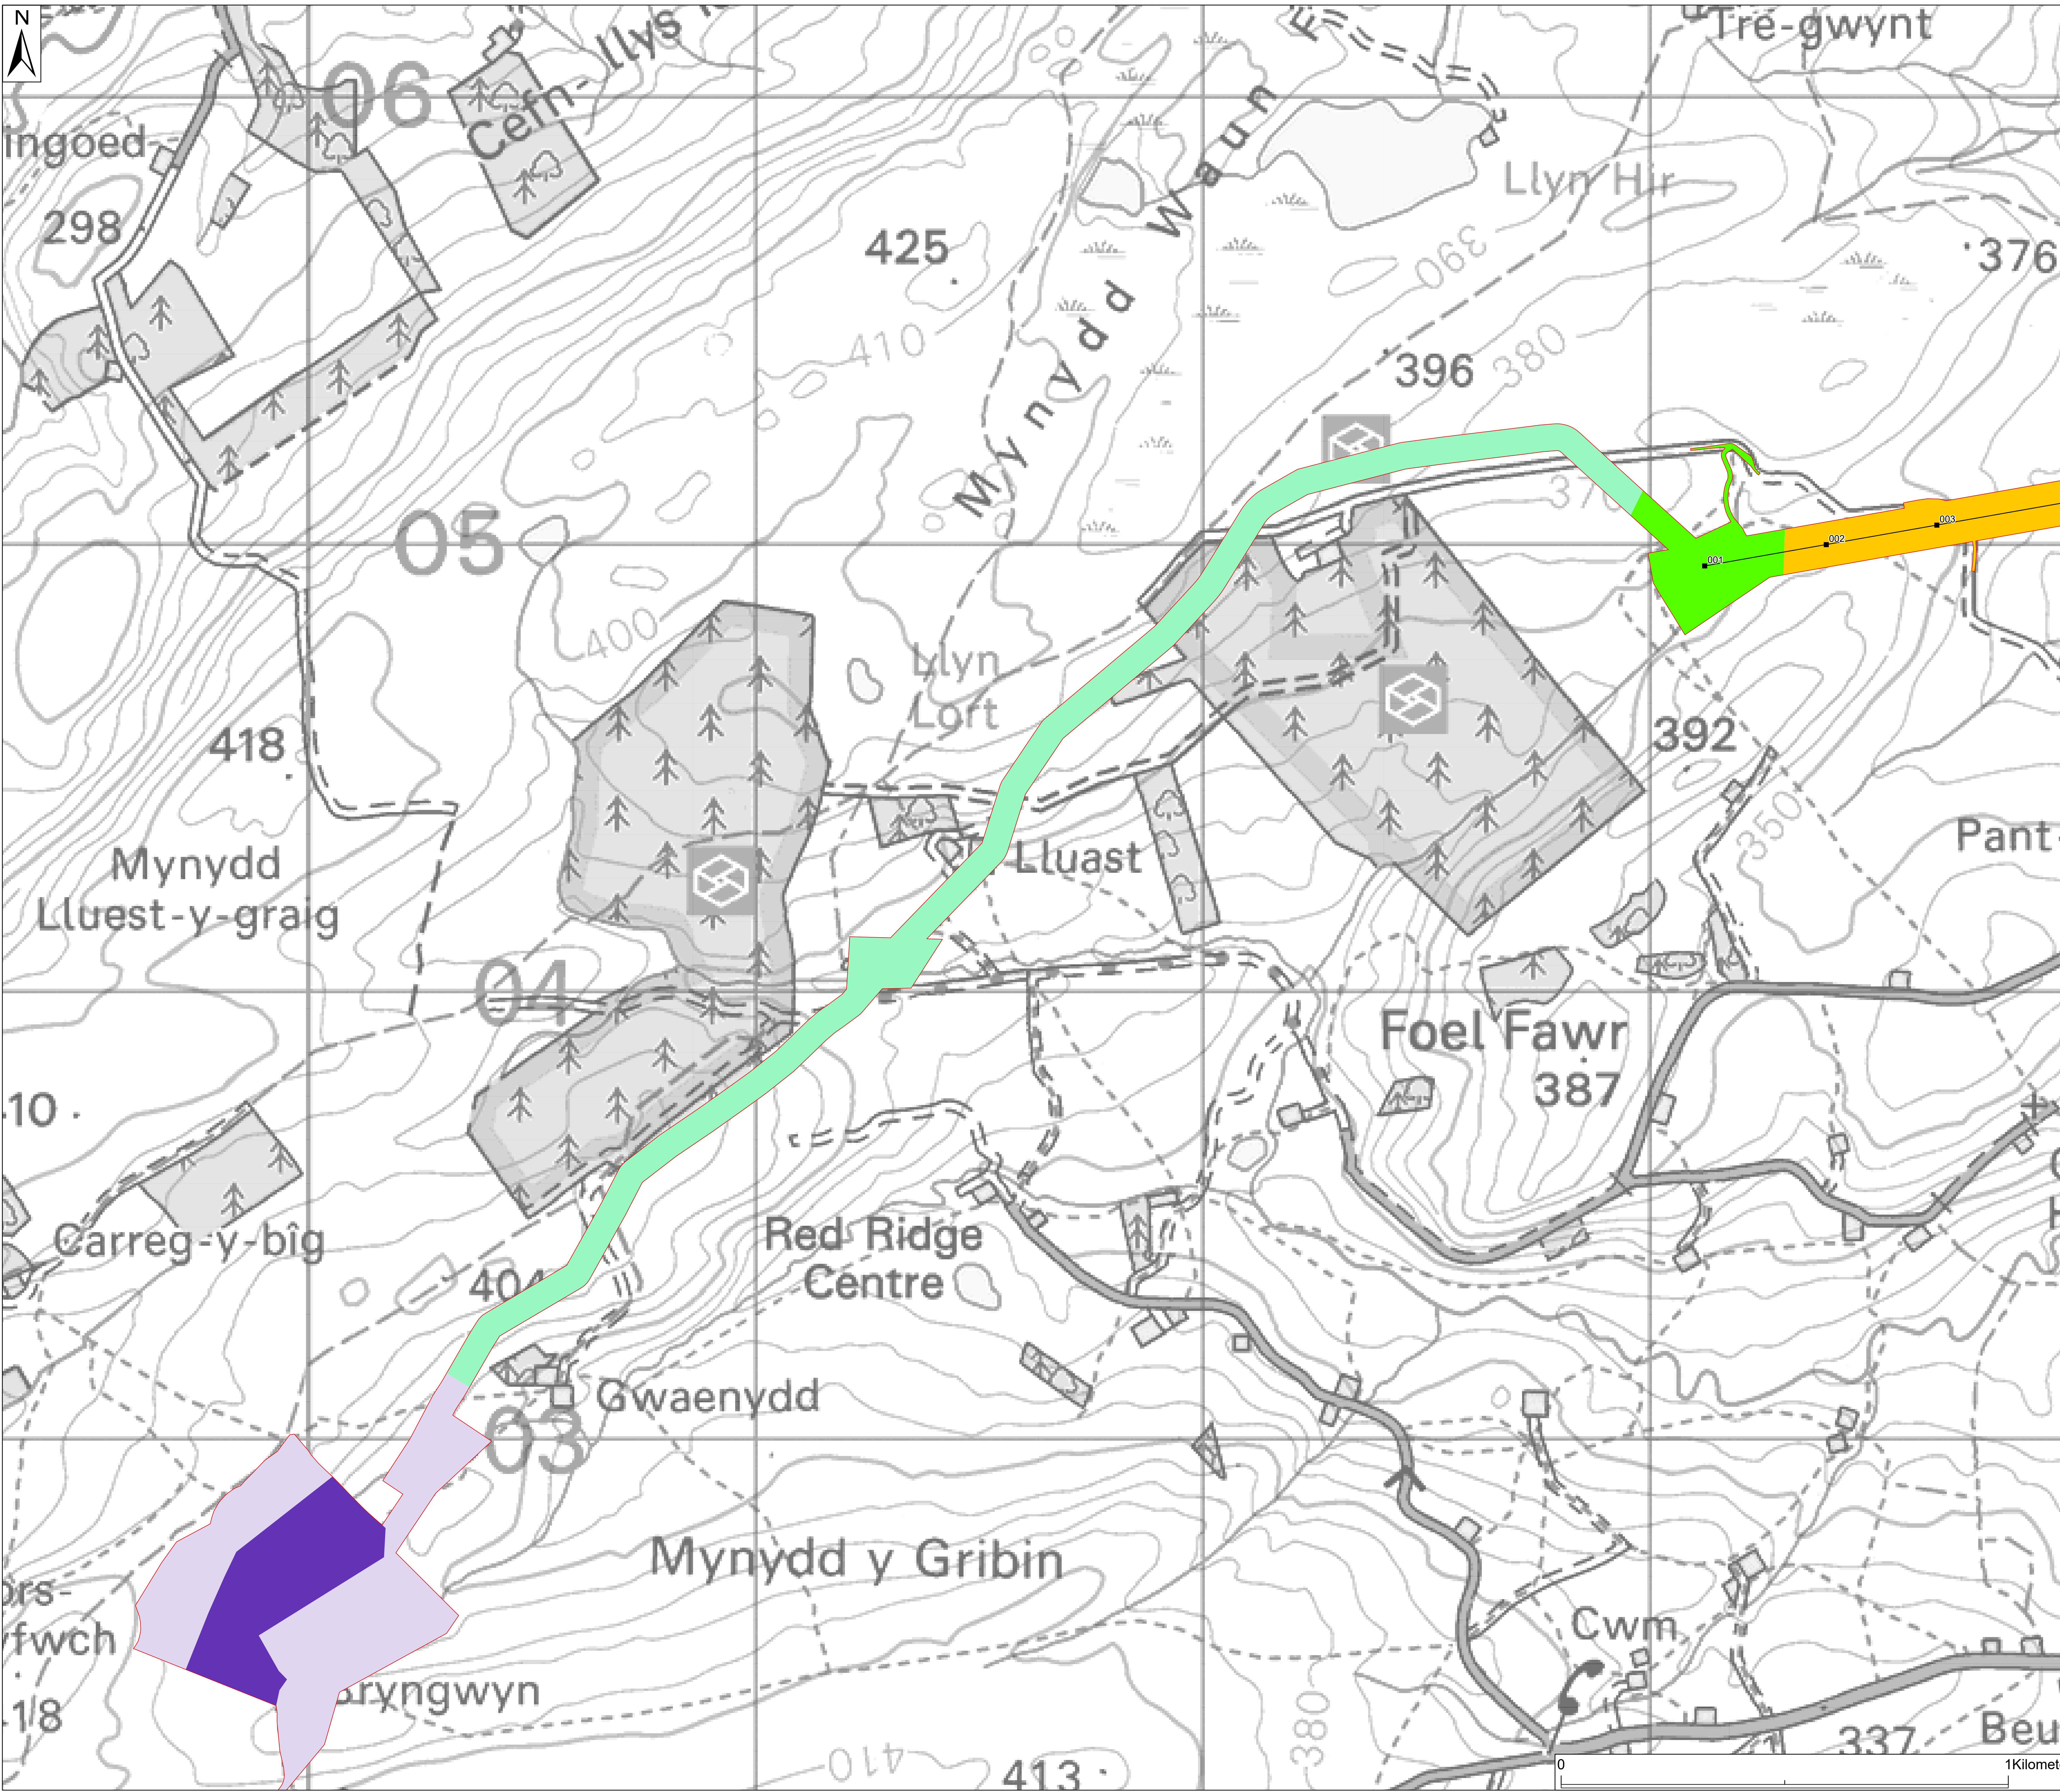 N
Tre-gwynt
06
Cefn-Llys
ingoed
298
425
Mynydd Waun F
Llyn Hir
390
376
410
396
380
370
05
003
002
001
400
Llyn
Lort
418
392
350
Pant
Mynydd
Lluest-y-graig
Lluast
04
Foel Fawr
387
10
Carreg-y-bîg
404
Red Ridge
Centre
Gwaenydd
03
Mynydd y Gribin
ors-
fwch
Cwm
Bryngwyn
18
380
410
413
337
Beu
0
1Kilomet